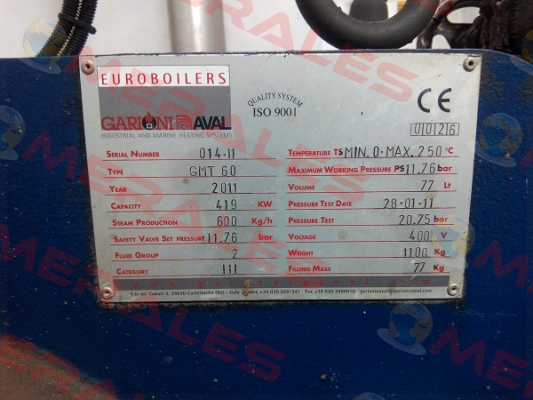 EUROBOILERS
GARIONI NAVAL
INDUSTRIAL AND MARINE HEATING SYSTEMS
QUALITY SYSTEM
ISO 9001
CE
0026
SERIAL NUMBER 014-11
TYPE GMT 60
YEAR 2011
CAPACITY 419 KW
STEAM PRODUCTION 600 Kg/h
SAFETY VALVE SET PRESSURE 11.76 bar
FLUID GROUP 2
CATEGORY III
TEMPERATURE TS MIN.0-MAX.250 °C
MAXIMUM WORKING PRESSURE PS 11.76 bar
VOLUME 77 LT
PRESSURE TEST DATE 28-01-11
PRESSURE TEST 20.75 bar
VOLTAGE 400 V
WEIGHT 1100 Kg
FILLING MASS 77 Kg
MERALES